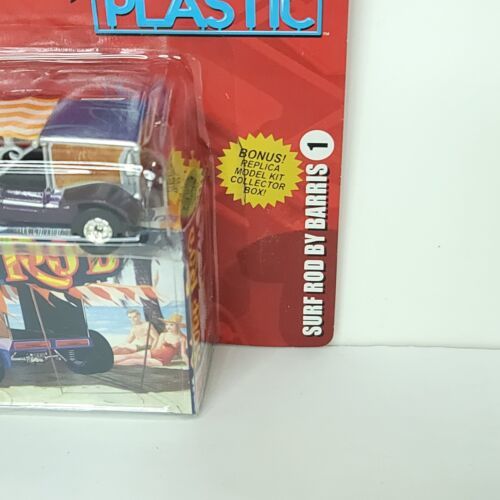 PLASTIC
BONUS!
REPLICA
MODEL KIT
COLLECTOR
BOX!
SURF ROD BY BARRIS 1